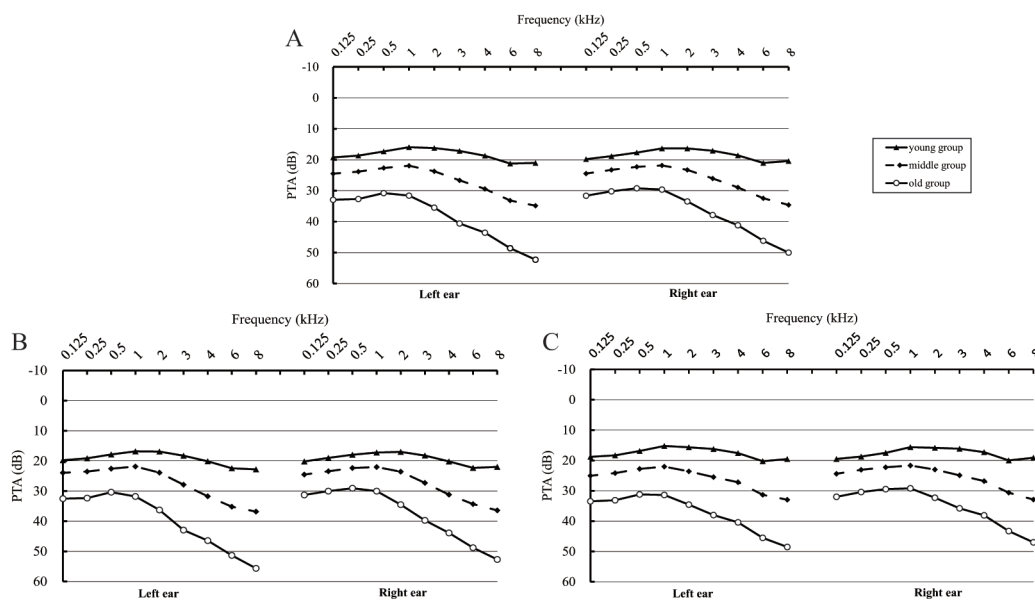 Frequency (kHz)
A
0.125 0.25 0.5 1 2 3 4 6 8 0.125 0.25 0.5 1 2 3 4 6 8
-10
0
10
20
30
40
50
60
PTA (dB)
Left ear Right ear
young group
middle group
old group
Frequency (kHz)
B
0.125 0.25 0.5 1 2 3 4 6 8 0.125 0.25 0.5 1 2 3 4 6 8
-10
0
10
20
30
40
50
60
PTA (dB)
Left ear Right ear
Frequency (kHz)
C
0.125 0.25 0.5 1 2 3 4 6 8 0.125 0.25 0.5 1 2 3 4 6 8
-10
0
10
20
30
40
50
60
PTA (dB)
Left ear Right ear